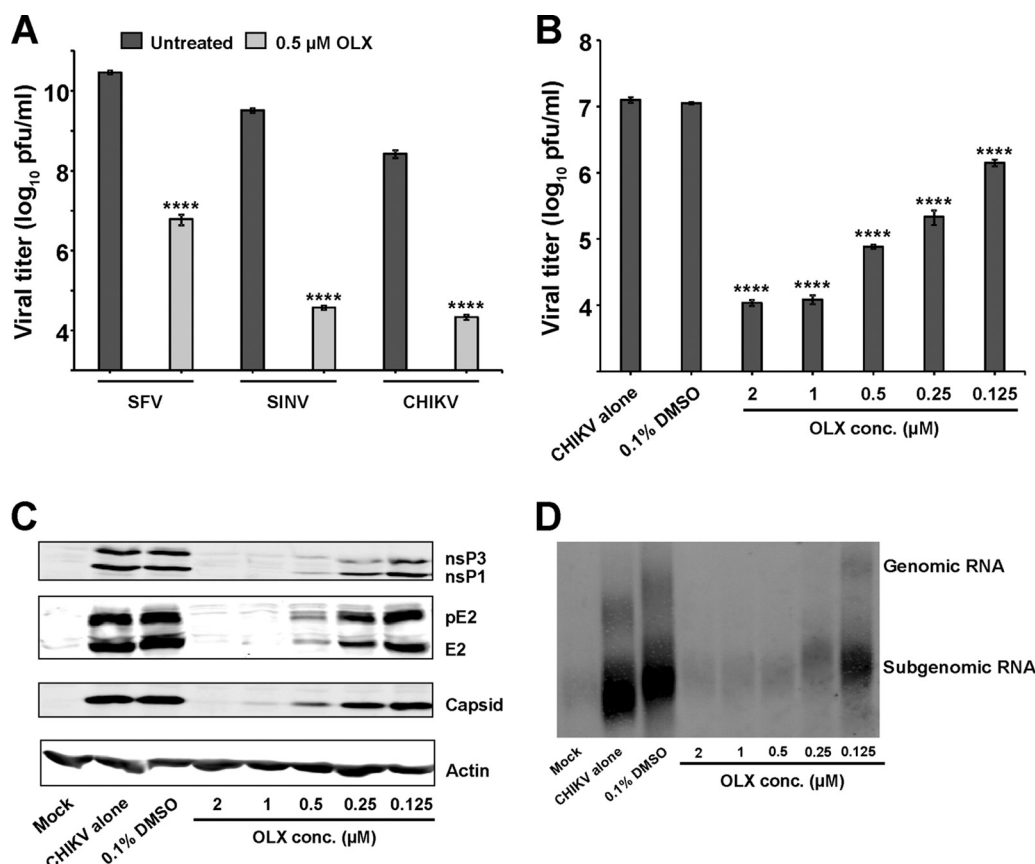 A
Untreated
0.5 µM OLX
Viral titer (log10 pfu/ml)
10
8
6
4
****
****
****
SFV
SINV
CHIKV
B
Viral titer (log10 pfu/ml)
8
7
6
5
4
****
****
****
****
****
CHIKV alone
0.1% DMSO
2 1 0.5 0.25 0.125
OLX conc. (µM)
C
nsP3
nsP1
pE2
E2
Capsid
Actin
Mock
CHIKV alone
0.1% DMSO
2 1 0.5 0.25 0.125
OLX conc. (µM)
D
Genomic RNA
Subgenomic RNA
Mock
CHIKV alone
0.1% DMSO
2 1 0.5 0.25 0.125
OLX conc. (µM)